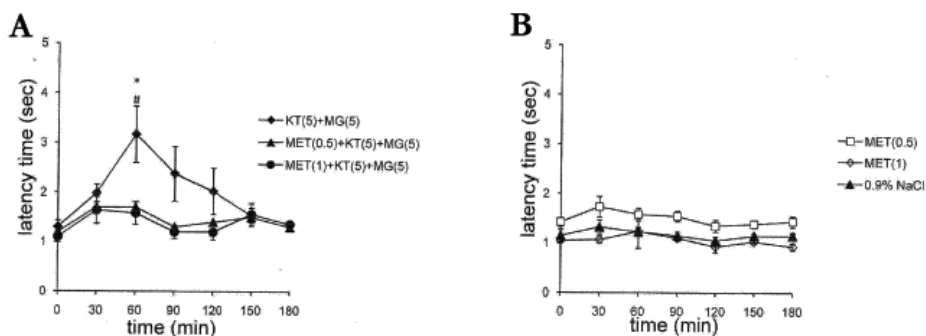 A
5
4
3
2
1
0
latency time (sec)
*
#
KT(5)+MG(5)
MET(0.5)+KT(5)+MG(5)
MET(1)+KT(5)+MG(5)
0 30 60 90 120 150 180
time (min)
B
5
4
3
2
1
0
latency time (sec)
MET(0.5)
MET(1)
0.9% NaCl
0 30 60 90 120 150 180
time (min)